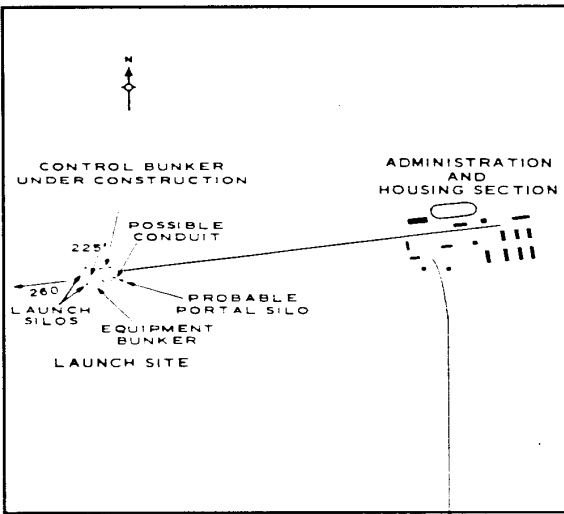 N
CONTROL BUNKER
UNDER CONSTRUCTION
ADMINISTRATION
AND
HOUSING SECTION
POSSIBLE
CONDUIT
225'
260
LAUNCH
SILOS
PROBABLE
PORTAL SILO
EQUIPMENT
BUNKER
LAUNCH SITE